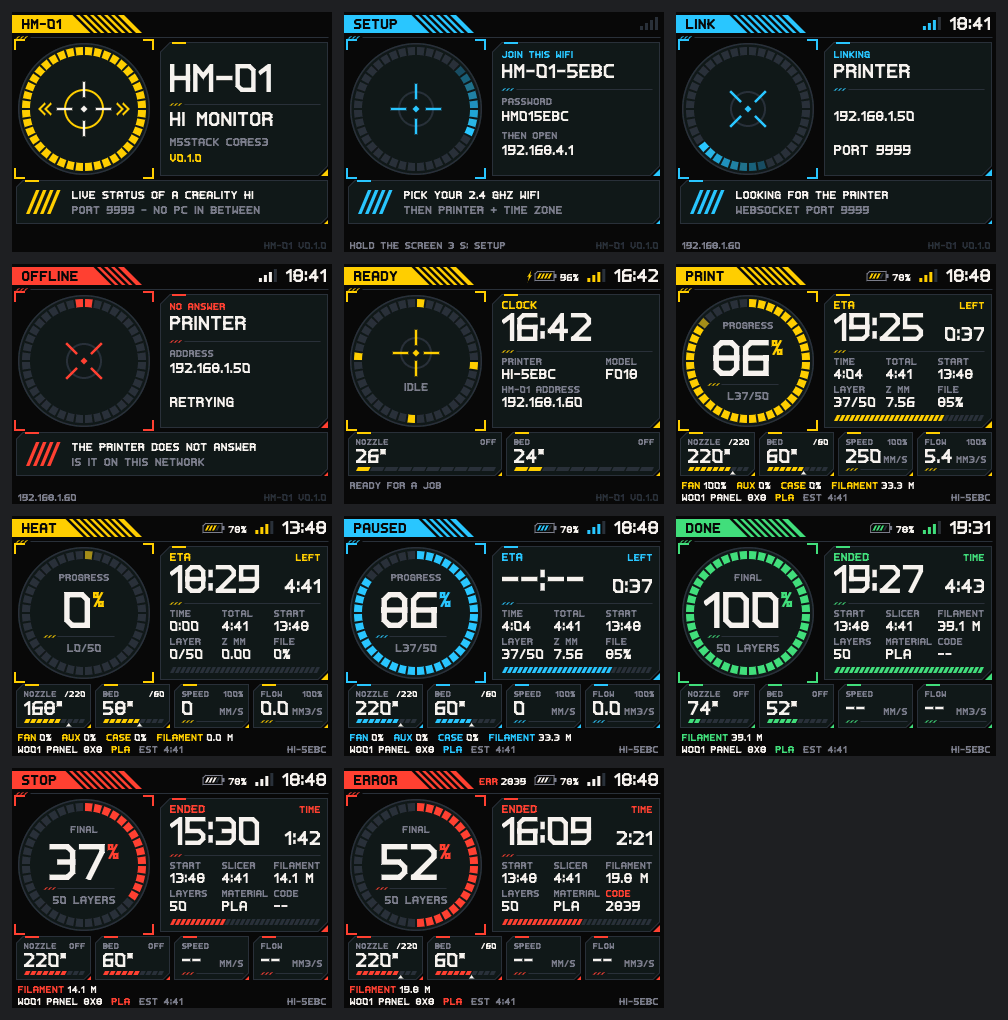 HM-01
HM-01
HI MONITOR
M5STACK CORES3
V0.1.0
LIVE STATUS OF A CREALITY HI
PORT 9999 - NO PC IN BETWEEN
HM-01 V0.1.0
SETUP
JOIN THIS WIFI
HM-01-5EBC
PASSWORD
HM015EBC
THEN OPEN
192.168.4.1
PICK YOUR 2.4 GHZ WIFI
THEN PRINTER + TIME ZONE
HOLD THE SCREEN 3 S: SETUP HM-01 V0.1.0
LINK 18:41
LINKING
PRINTER
192.168.1.50
PORT 9999
LOOKING FOR THE PRINTER
WEBSOCKET PORT 9999
192.168.1.60 HM-01 V0.1.0
OFFLINE 18:41
NO ANSWER
PRINTER
ADDRESS
192.168.1.50
RETRYING
THE PRINTER DOES NOT ANSWER
IS IT ON THIS NETWORK
192.168.1.60 HM-01 V0.1.0
READY 96% 16:42
IDLE
CLOCK
16:42
PRINTER MODEL
HI-5EBC F018
HM-01 ADDRESS
192.168.1.60
NOZZLE OFF BED OFF
26° 24°
READY FOR A JOB HM-01 V0.1.0
PRINT 78% 18:48
PROGRESS
86%
L37/50
ETA LEFT
19:25 0:37
TIME TOTAL START
4:04 4:41 13:48
LAYER Z MM FILE
37/50 7.56 85%
NOZZLE /220 BED /60 SPEED 100% FLOW 100%
220° 60° 250 MM/S 5.4 MM3/S
FAN 100% AUX 0% CASE 0% FILAMENT 33.3 M
W001 PANEL 8X8 PLA EST 4:41 HI-5EBC
HEAT 78% 13:48
PROGRESS
0%
L0/50
ETA LEFT
18:29 4:41
TIME TOTAL START
0:00 4:41 13:48
LAYER Z MM FILE
0/50 0.00 0%
NOZZLE /220 BED /60 SPEED 100% FLOW 100%
168° 58° 0 MM/S 0.0 MM3/S
FAN 0% AUX 0% CASE 0% FILAMENT 0.0 M
W001 PANEL 8X8 PLA EST 4:41 HI-5EBC
PAUSED 78% 18:48
PROGRESS
86%
L37/50
ETA LEFT
--:-- 0:37
TIME TOTAL START
4:04 4:41 13:48
LAYER Z MM FILE
37/50 7.56 85%
NOZZLE /220 BED /60 SPEED 100% FLOW 100%
220° 60° 0 MM/S 0.0 MM3/S
FAN 0% AUX 0% CASE 0% FILAMENT 33.3 M
W001 PANEL 8X8 PLA EST 4:41 HI-5EBC
DONE 78% 19:31
FINAL
100%
50 LAYERS
ENDED TIME
19:27 4:43
START SLICER FILAMENT
13:48 4:41 39.1 M
LAYERS MATERIAL CODE
50 PLA --
NOZZLE OFF BED OFF SPEED FLOW
74° 52° -- MM/S -- MM3/S
FILAMENT 39.1 M
W001 PANEL 8X8 PLA EST 4:41 HI-5EBC
STOP 78% 18:48
FINAL
37%
50 LAYERS
ENDED TIME
15:30 1:42
START SLICER FILAMENT
13:48 4:41 14.1 M
LAYERS MATERIAL CODE
50 PLA --
NOZZLE OFF BED OFF SPEED FLOW
220° 60° -- MM/S -- MM3/S
FILAMENT 14.1 M
W001 PANEL 8X8 PLA EST 4:41 HI-5EBC
ERROR ERR 2839 78% 18:48
FINAL
52%
50 LAYERS
ENDED TIME
16:09 2:21
START SLICER FILAMENT
13:48 4:41 19.8 M
LAYERS MATERIAL CODE
50 PLA 2839
NOZZLE /220 BED /60 SPEED FLOW
220° 60° -- MM/S -- MM3/S
FILAMENT 19.8 M
W001 PANEL 8X8 PLA EST 4:41 HI-5EBC